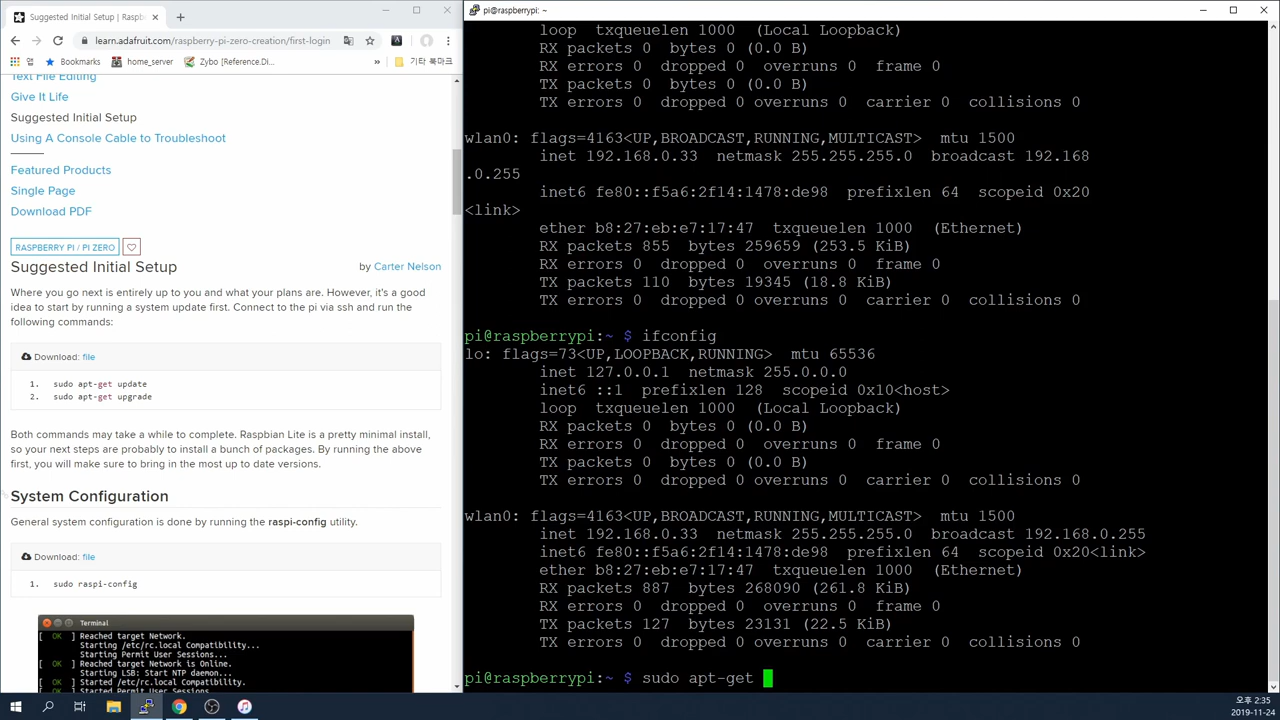 Suggested Initial Setup | Raspb
learn.adafruit.com/raspberry-pi-zero-creation/first-login
앱
Bookmarks
home_server
Zybo [Reference.Di...
»
기타 북마크
Text File Editing
Give It Life
Suggested Initial Setup
Using A Console Cable to Troubleshoot
Featured Products
Single Page
Download PDF
RASPBERRY PI / PI ZERO
Suggested Initial Setup
by Carter Nelson
Where you go next is entirely up to you and what your plans are. However, it's a good
idea to start by running a system update first. Connect to the pi via ssh and run the
following commands:
Download: file
1. sudo apt-get update
2. sudo apt-get upgrade
Both commands may take a while to complete. Raspbian Lite is a pretty minimal install,
so your next steps are probably to install a bunch of packages. By running the above
first, you will make sure to bring in the most up to date versions.
System Configuration
General system configuration is done by running the raspi-config utility.
Download: file
1. sudo raspi-config
Terminal
[ OK ] Reached target Network.
Starting /etc/rc.local Compatibility...
Starting Permit User Sessions...
[ OK ] Reached target Network is Online.
Starting LSB: Start NTP daemon...
[ OK ] Started /etc/rc.local Compatibility.
[ OK ] Started Permit User Sessions.
pi@raspberrypi: ~
loop txqueuelen 1000 (Local Loopback)
RX packets 0 bytes 0 (0.0 B)
RX errors 0 dropped 0 overruns 0 frame 0
TX packets 0 bytes 0 (0.0 B)
TX errors 0 dropped 0 overruns 0 carrier 0 collisions 0
wlan0: flags=4163<UP,BROADCAST,RUNNING,MULTICAST> mtu 1500
inet 192.168.0.33 netmask 255.255.255.0 broadcast 192.168
.0.255
inet6 fe80::f5a6:2f14:1478:de98 prefixlen 64 scopeid 0x20
<link>
ether b8:27:eb:e7:17:47 txqueuelen 1000 (Ethernet)
RX packets 855 bytes 259659 (253.5 KiB)
RX errors 0 dropped 0 overruns 0 frame 0
TX packets 110 bytes 19345 (18.8 KiB)
TX errors 0 dropped 0 overruns 0 carrier 0 collisions 0
pi@raspberrypi:~ $ ifconfig
lo: flags=73<UP,LOOPBACK,RUNNING> mtu 65536
inet 127.0.0.1 netmask 255.0.0.0
inet6 ::1 prefixlen 128 scopeid 0x10<host>
loop txqueuelen 1000 (Local Loopback)
RX packets 0 bytes 0 (0.0 B)
RX errors 0 dropped 0 overruns 0 frame 0
TX packets 0 bytes 0 (0.0 B)
TX errors 0 dropped 0 overruns 0 carrier 0 collisions 0
wlan0: flags=4163<UP,BROADCAST,RUNNING,MULTICAST> mtu 1500
inet 192.168.0.33 netmask 255.255.255.0 broadcast 192.168.0.255
inet6 fe80::f5a6:2f14:1478:de98 prefixlen 64 scopeid 0x20<link>
ether b8:27:eb:e7:17:47 txqueuelen 1000 (Ethernet)
RX packets 887 bytes 268090 (261.8 KiB)
RX errors 0 dropped 0 overruns 0 frame 0
TX packets 127 bytes 23131 (22.5 KiB)
TX errors 0 dropped 0 overruns 0 carrier 0 collisions 0
pi@raspberrypi:~ $ sudo apt-get
오후 2:35
2019-11-24